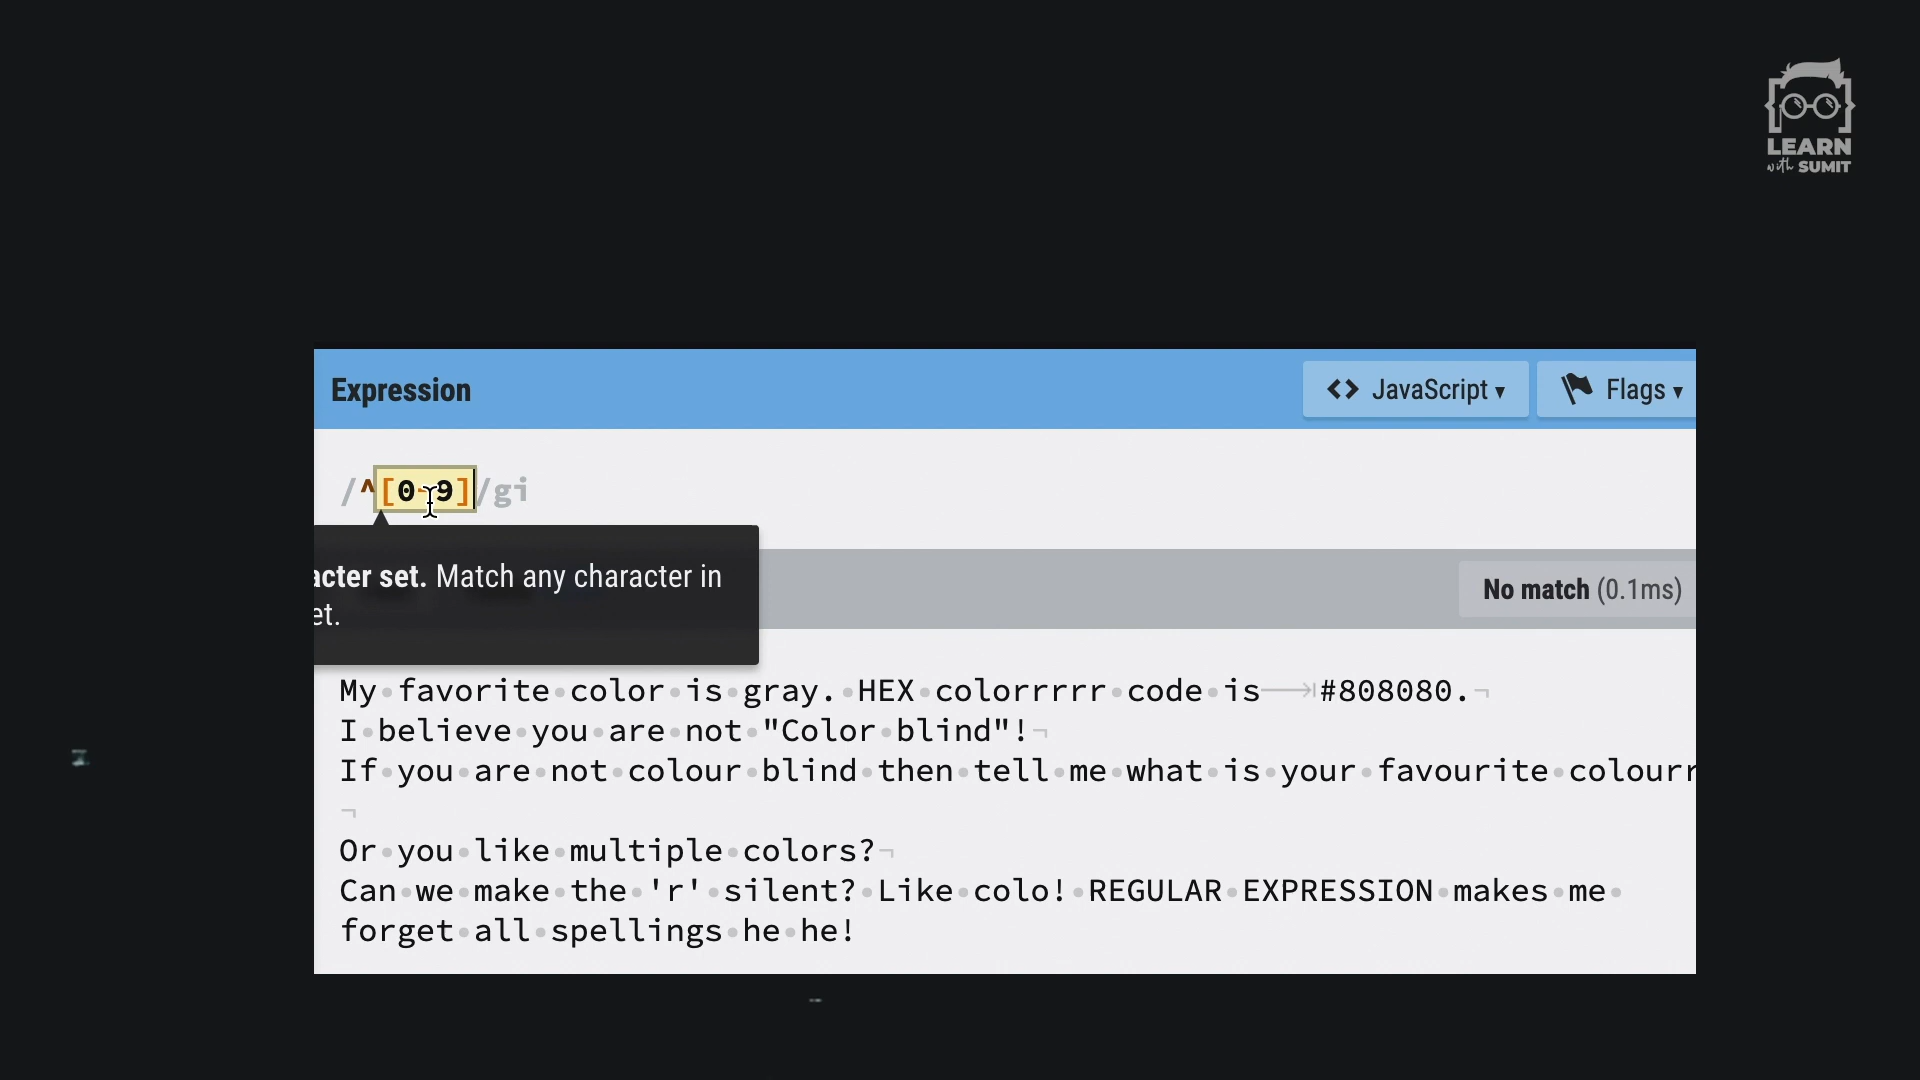 LEARN
with SUMIT
Expression
<> JavaScript ▾
Flags ▾
/^[0-9]/gi
acter set. Match any character in
et.
No match (0.1ms)
My favorite color is gray. HEX colorrrrr code is #808080.
I believe you are not "Color blind"!
If you are not colour blind then tell me what is your favourite colourr
Or you like multiple colors?
Can we make the 'r' silent? Like colo! REGULAR EXPRESSION makes me
forget all spellings he he!